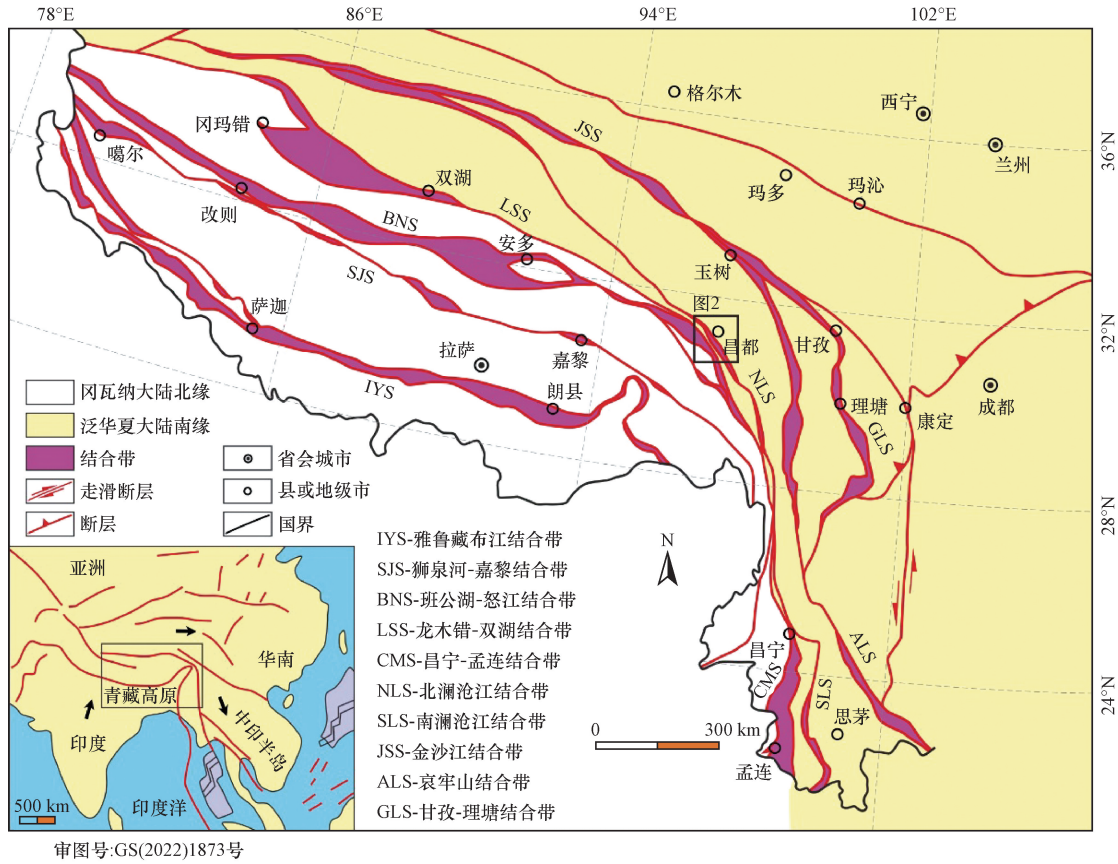 78°E
86°E
94°E
102°E
36°N
32°N
28°N
24°N
格尔木
西宁
兰州
冈玛错
JSS
噶尔
双湖
玛多
玛沁
改则
BNS
LSS
安多
玉树
SJS
图2
萨迦
昌都
甘孜
拉萨
嘉黎
NLS
IYS
朗县
理塘
康定
成都
GLS
冈瓦纳大陆北缘
泛华夏大陆南缘
结合带
省会城市
走滑断层
县或地级市
断层
国界
N
IYS-雅鲁藏布江结合带
SJS-狮泉河-嘉黎结合带
BNS-班公湖-怒江结合带
LSS-龙木错-双湖结合带
CMS-昌宁-孟连结合带
NLS-北澜沧江结合带
SLS-南澜沧江结合带
JSS-金沙江结合带
ALS-哀牢山结合带
GLS-甘孜-理塘结合带
昌宁
ALS
CMS
SLS
思茅
孟连
0
300 km
亚洲
华南
青藏高原
印度
中印半岛
印度洋
500 km
审图号:GS(2022)1873号